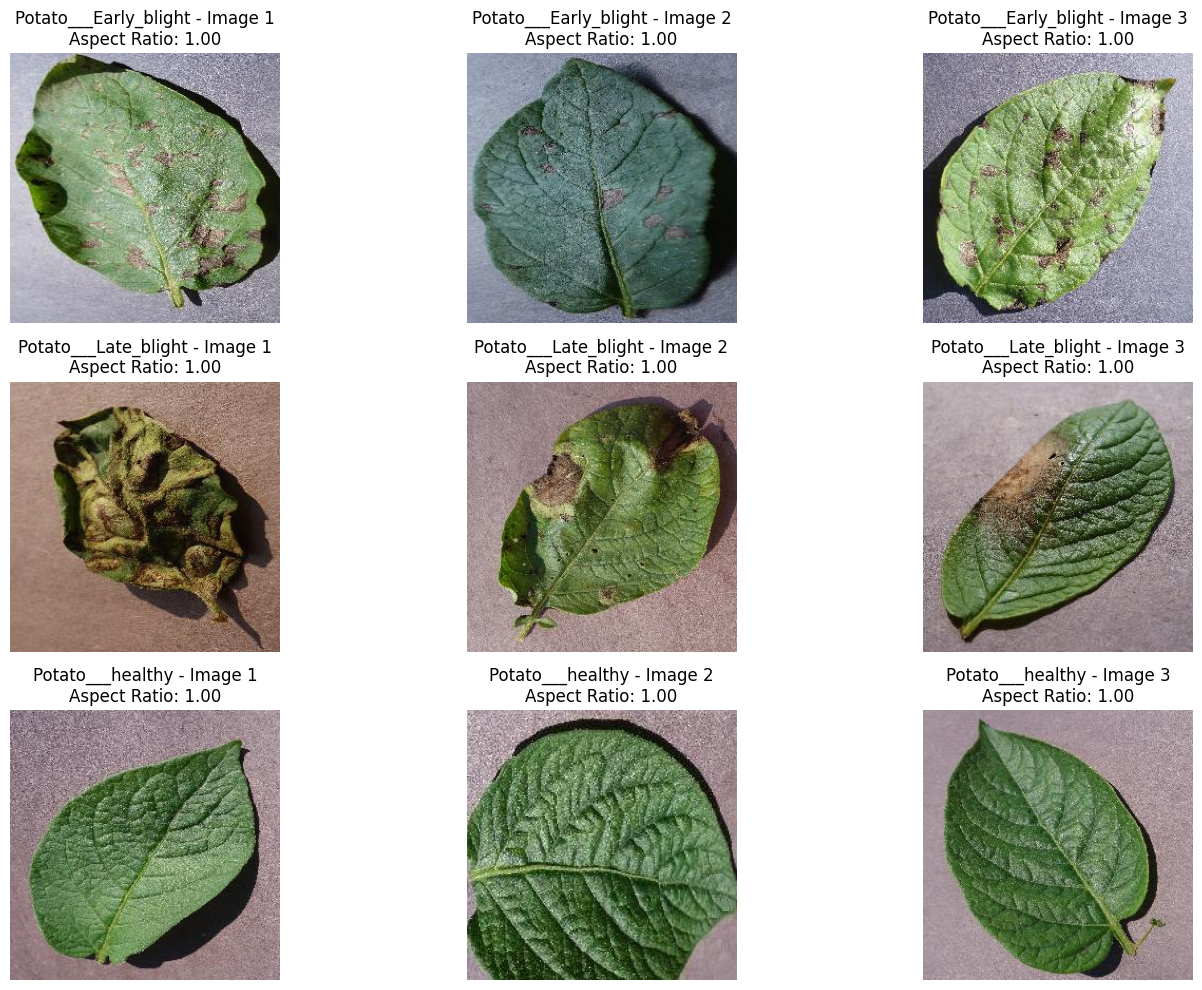 Potato___Early_blight - Image 1
Aspect Ratio: 1.00
Potato___Early_blight - Image 2
Aspect Ratio: 1.00
Potato___Early_blight - Image 3
Aspect Ratio: 1.00
Potato___Late_blight - Image 1
Aspect Ratio: 1.00
Potato___Late_blight - Image 2
Aspect Ratio: 1.00
Potato___Late_blight - Image 3
Aspect Ratio: 1.00
Potato___healthy - Image 1
Aspect Ratio: 1.00
Potato___healthy - Image 2
Aspect Ratio: 1.00
Potato___healthy - Image 3
Aspect Ratio: 1.00